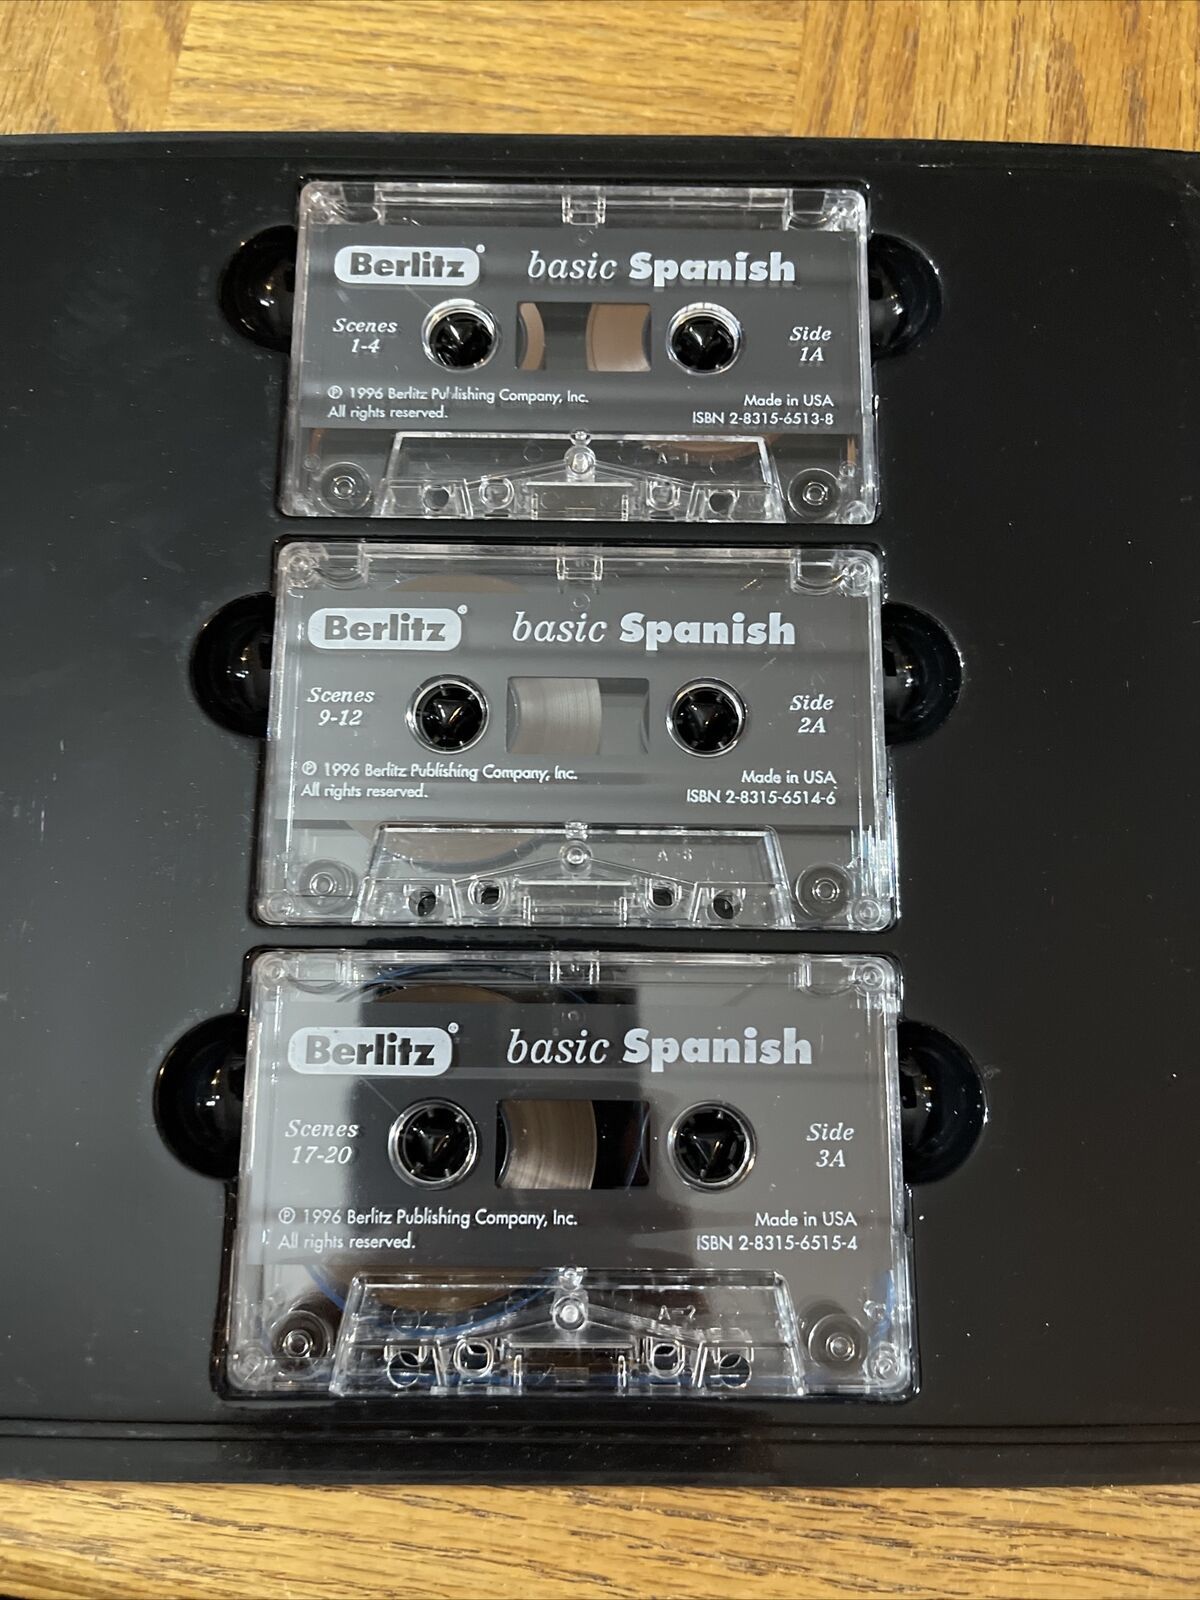 Berlitz® basic Spanish
Scenes
1-4
Side
1A
℗ 1996 Berlitz Publishing Company, Inc.
All rights reserved.
Made in USA
ISBN 2-8315-6513-8
A-1
Berlitz® basic Spanish
Scenes
9-12
Side
2A
℗ 1996 Berlitz Publishing Company, Inc.
All rights reserved.
Made in USA
ISBN 2-8315-6514-6
Berlitz® basic Spanish
Scenes
17-20
Side
3A
℗ 1996 Berlitz Publishing Company, Inc.
All rights reserved.
Made in USA
ISBN 2-8315-6515-4
A-2